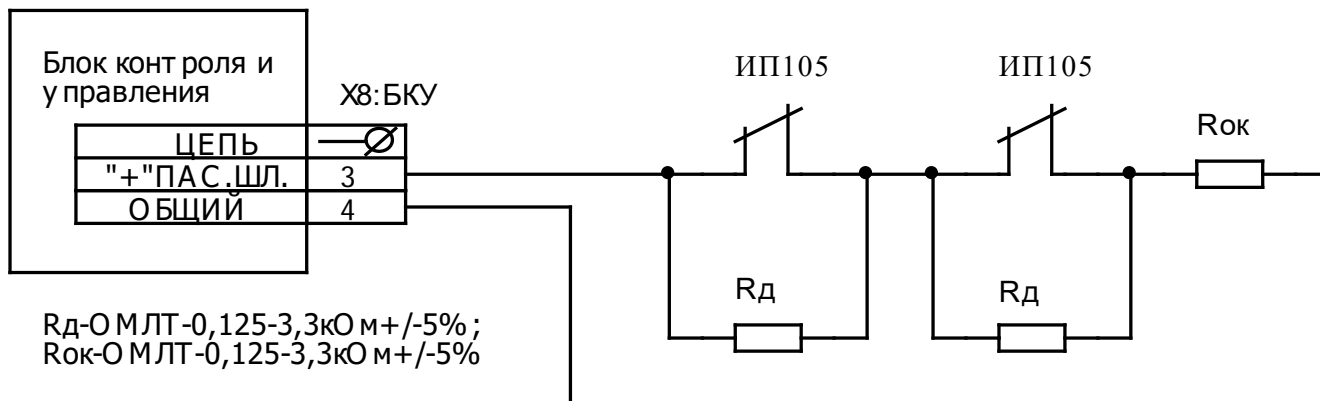 Блок контроля и
управления
X8:БКУ
ЦЕПЬ
"+"ПАС.ШЛ. 3
ОБЩИЙ 4
ИП105
ИП105
Rок
Rд
Rд
Rд-ОМЛТ-0,125-3,3кОм+/-5%;
Rок-ОМЛТ-0,125-3,3кОм+/-5%